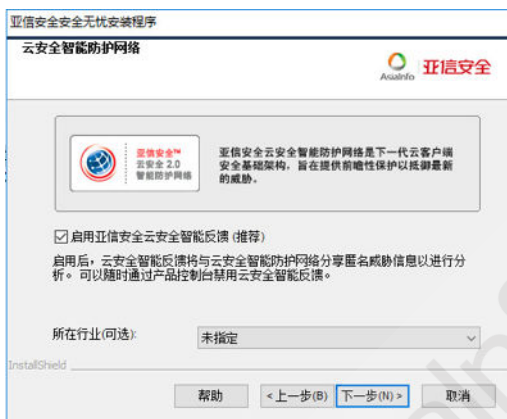 亚信安全安全无忧安装程序
云安全智能防护网络
AsiaInfo 亚信安全
亚信安全™
云安全 2.0
智能防护网络
亚信安全云安全智能防护网络是下一代云客户端
安全基础架构，旨在提供前瞻性保护以抵御最新
的威胁。
启用亚信安全云安全智能反馈 (推荐)
启用后，云安全智能反馈将与云安全智能防护网络分享匿名威胁信息以进行分
析。可以随时通过产品控制台禁用云安全智能反馈。
所在行业(可选): 未指定
InstallShield
帮助 <上一步(B) 下一步(N)> 取消